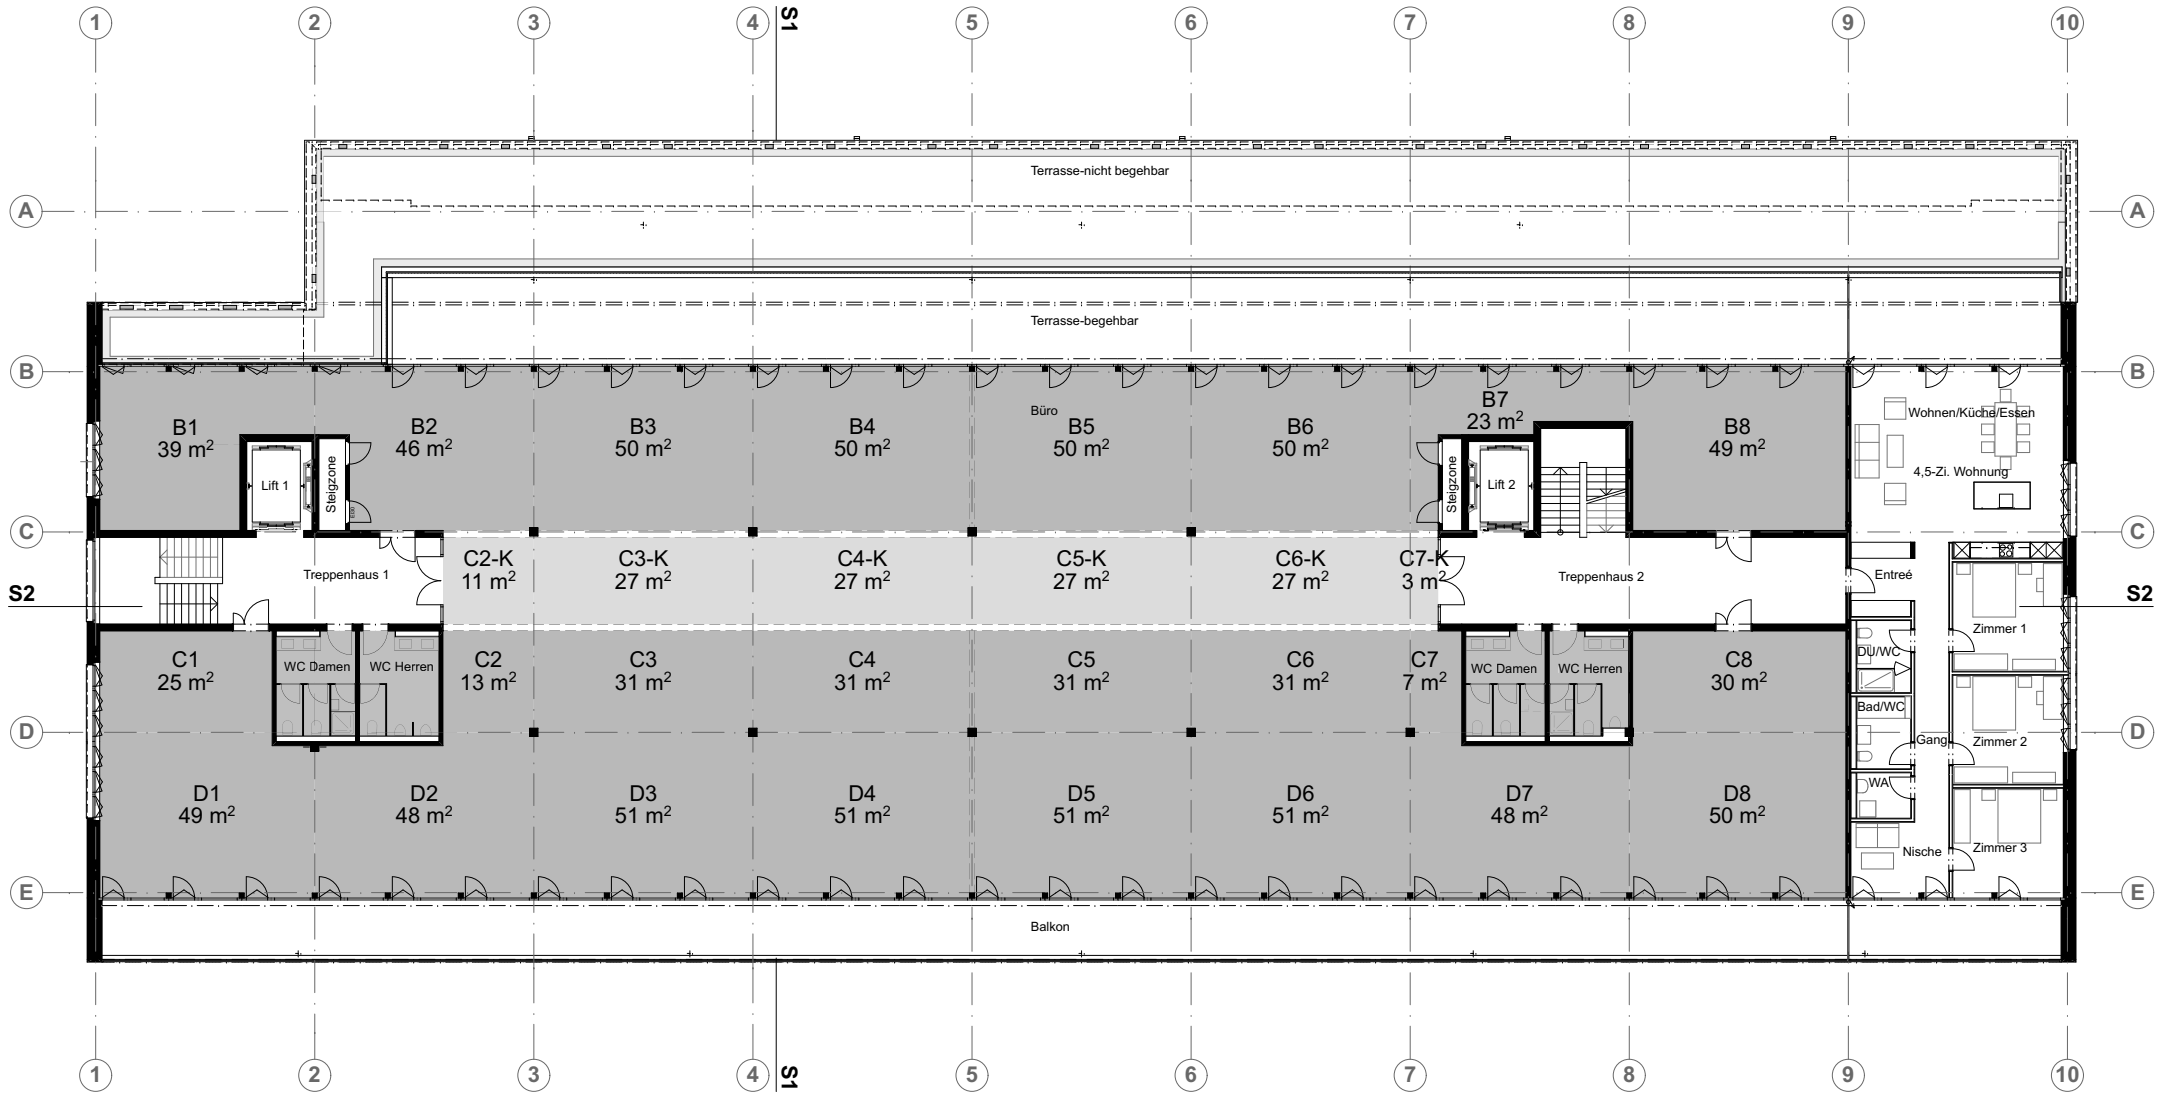 1 2 3 4 5 6 7 8 9 10
S1
Terrasse-nicht begehbar
A A
Terrasse-begehbar
B B
B1
39 m²
B2
46 m²
B3
50 m²
B4
50 m²
Büro
B5
50 m²
B6
50 m²
B7
23 m²
B8
49 m²
Wohnen/Küche/Essen
4,5-Zi. Wohnung
Lift 1
Steigzone
Steigzone
Lift 2
C C
Treppenhaus 1
C2-K
11 m²
C3-K
27 m²
C4-K
27 m²
C5-K
27 m²
C6-K
27 m²
C7-K
3 m²
Treppenhaus 2
Entreé
S2 S2
Zimmer 1
C1
25 m²
WC Damen
WC Herren
C2
13 m²
C3
31 m²
C4
31 m²
C5
31 m²
C6
31 m²
C7
7 m²
WC Damen
WC Herren
C8
30 m²
DU/WC
Bad/WC
D D
Gang
Zimmer 2
WA
D1
49 m²
D2
48 m²
D3
51 m²
D4
51 m²
D5
51 m²
D6
51 m²
D7
48 m²
D8
50 m²
Nische
Zimmer 3
E E
Balkon
1 2 3 4 5 6 7 8 9 10
S1